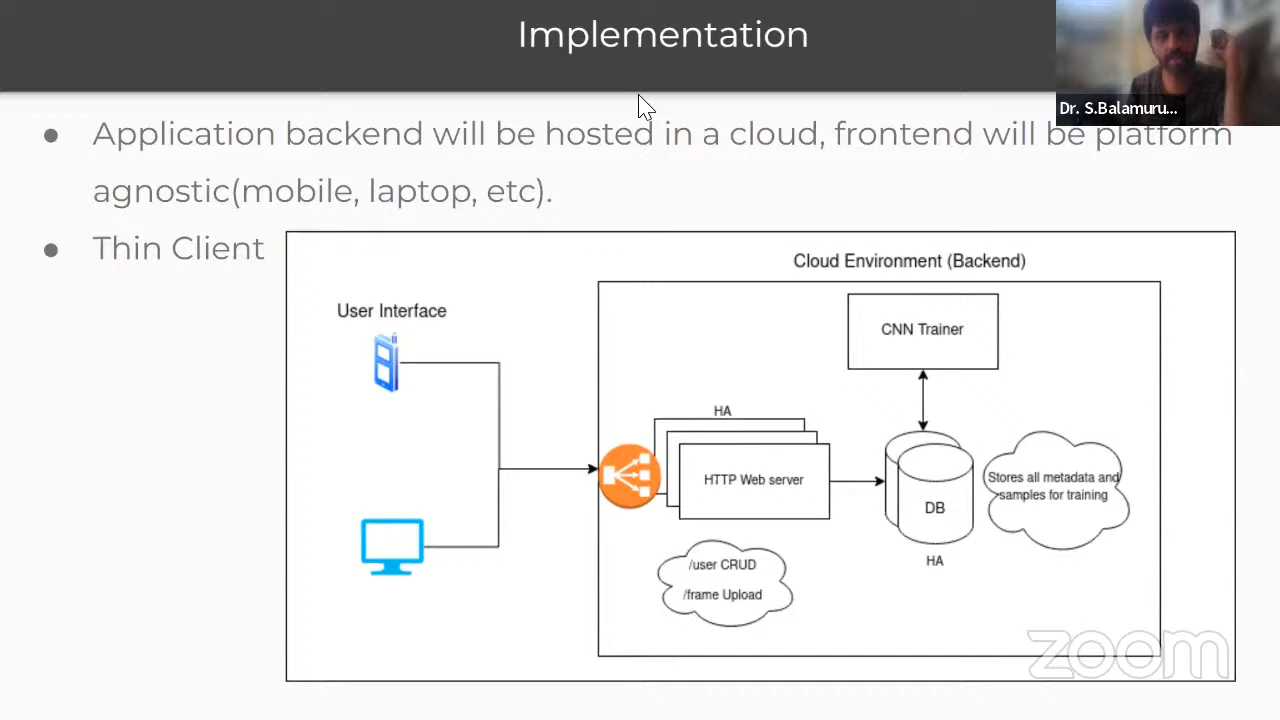 Implementation
Dr. S.Balamuru...
● Application backend will be hosted in a cloud, frontend will be platform
agnostic(mobile, laptop, etc).
● Thin Client
Cloud Environment (Backend)
User Interface
CNN Trainer
HA
HTTP Web server
Stores all metadata and
samples for training
DB
HA
/user CRUD
/frame Upload
zoom